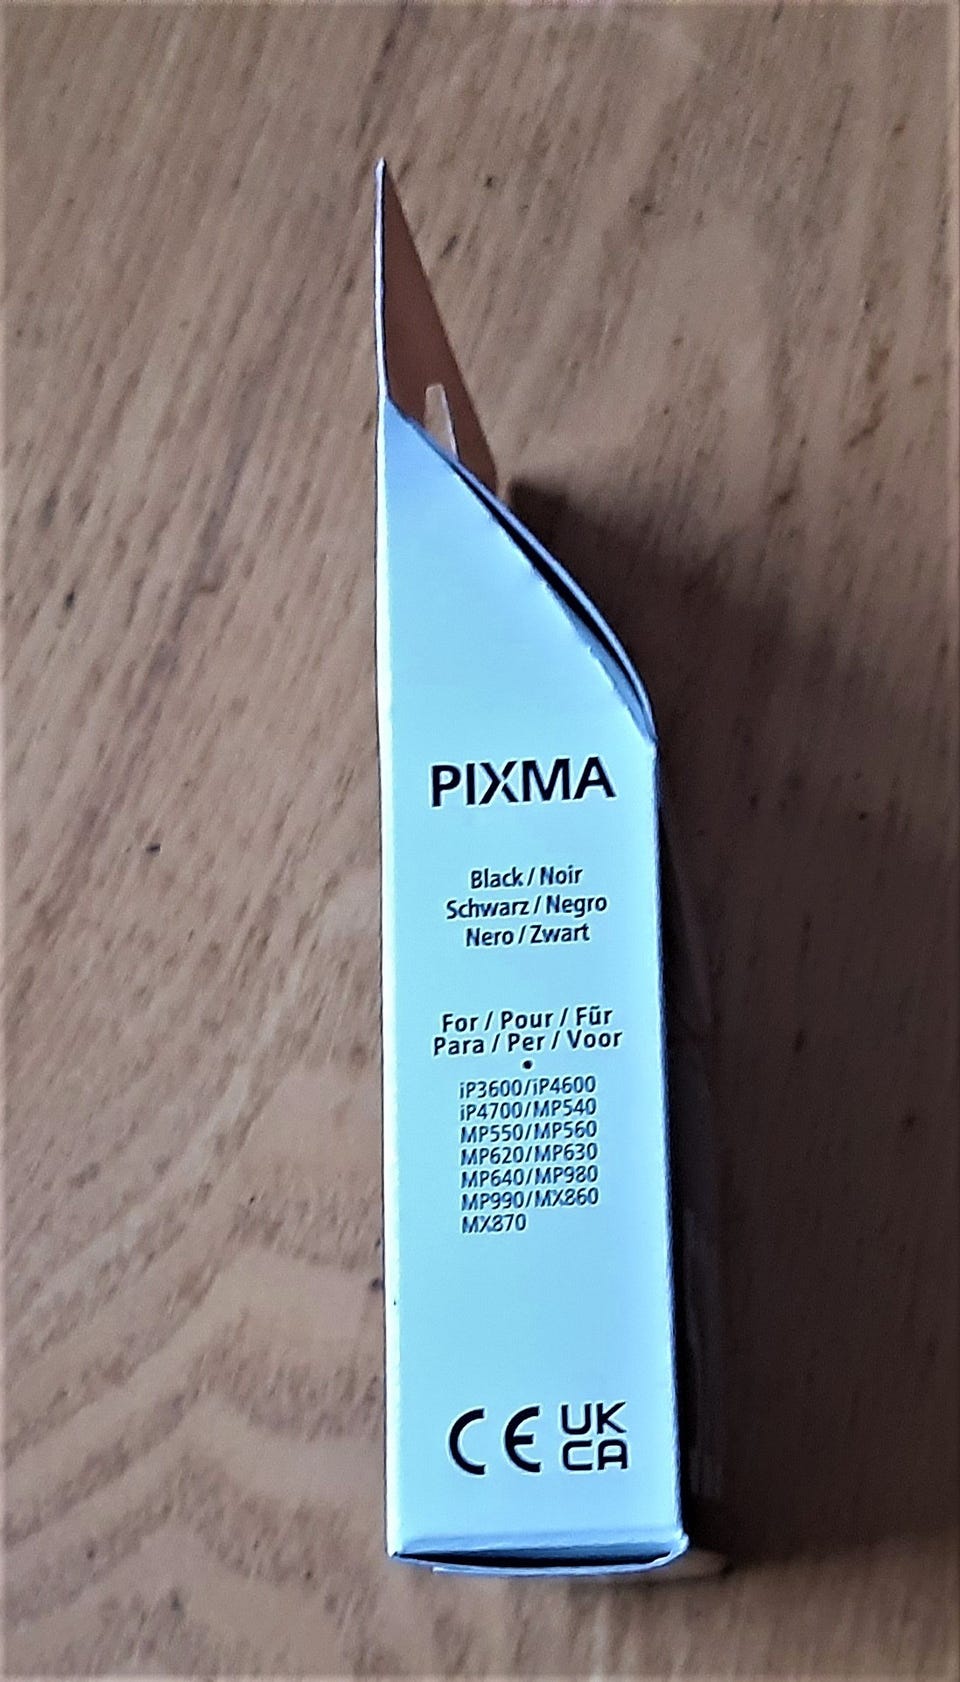 PIXMA
Black / Noir
Schwarz / Negro
Nero / Zwart
For / Pour / Für
Para / Per / Voor
•
iP3600/iP4600
iP4700/MP540
MP550/MP560
MP620/MP630
MP640/MP980
MP990/MX860
MX870
CE UK
CA